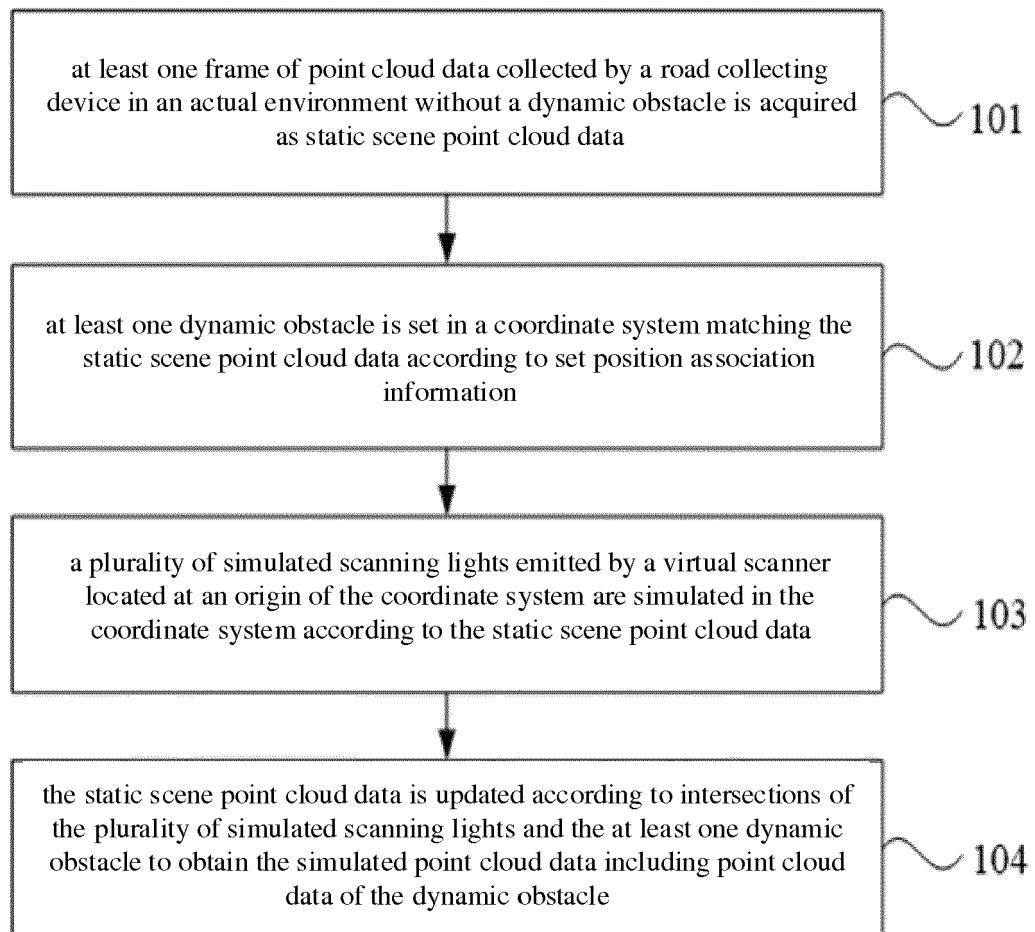 at least one frame of point cloud data collected by a road collecting
device in an actual environment without a dynamic obstacle is acquired
as static scene point cloud data
101
at least one dynamic obstacle is set in a coordinate system matching the
static scene point cloud data according to set position association
information
102
a plurality of simulated scanning lights emitted by a virtual scanner
located at an origin of the coordinate system are simulated in the
coordinate system according to the static scene point cloud data
103
the static scene point cloud data is updated according to intersections of
the plurality of simulated scanning lights and the at least one dynamic
obstacle to obtain the simulated point cloud data including point cloud
data of the dynamic obstacle
104